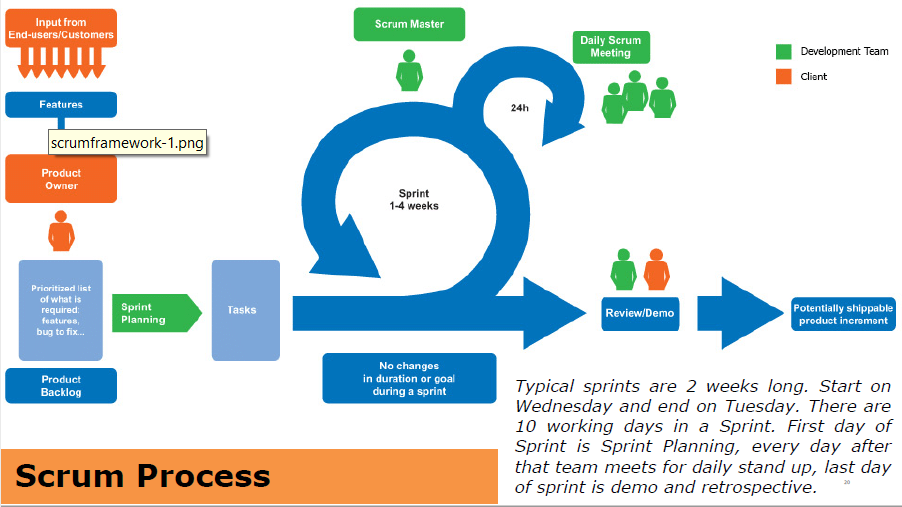 Input from
End-users/Customers
Features
scrumframework-1.png
Product
Owner
Prioritized list
of what is
required:
features,
bug to fix...
Product
Backlog
Sprint
Planning
Tasks
Scrum Master
Sprint
1-4 weeks
24h
Daily Scrum
Meeting
Development Team
Client
No changes
in duration or goal
during a sprint
Review/Demo
Potentially shippable
product increment
Typical sprints are 2 weeks long. Start on
Wednesday and end on Tuesday. There are
10 working days in a Sprint. First day of
Sprint is Sprint Planning, every day after
that team meets for daily stand up, last day
of sprint is demo and retrospective.
Scrum Process